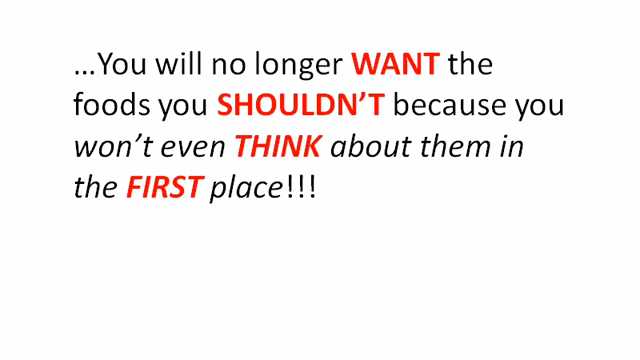 …You will no longer WANT the
foods you SHOULDN’T because you
won’t even THINK about them in
the FIRST place!!!